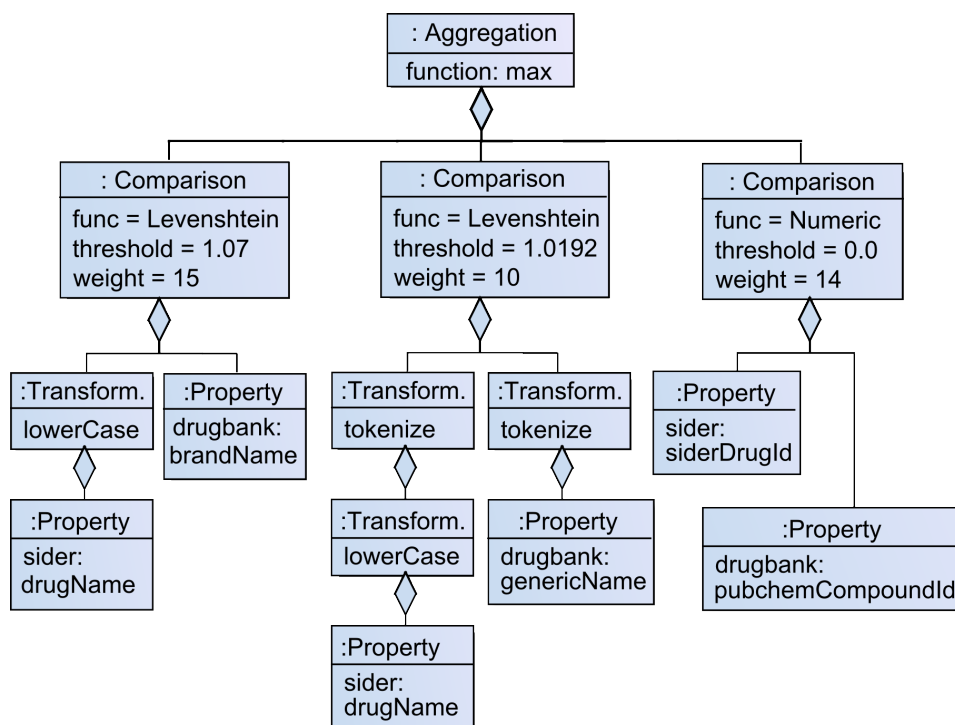 : Aggregation
function: max
: Comparison
func = Levenshtein
threshold = 1.07
weight = 15
: Comparison
func = Levenshtein
threshold = 1.0192
weight = 10
: Comparison
func = Numeric
threshold = 0.0
weight = 14
:Transform.
lowerCase
:Property
drugbank:
brandName
:Property
sider:
drugName
:Transform.
tokenize
:Transform.
tokenize
:Transform.
lowerCase
:Property
drugbank:
genericName
:Property
sider:
drugName
:Property
sider:
siderDrugId
:Property
drugbank:
pubchemCompoundId